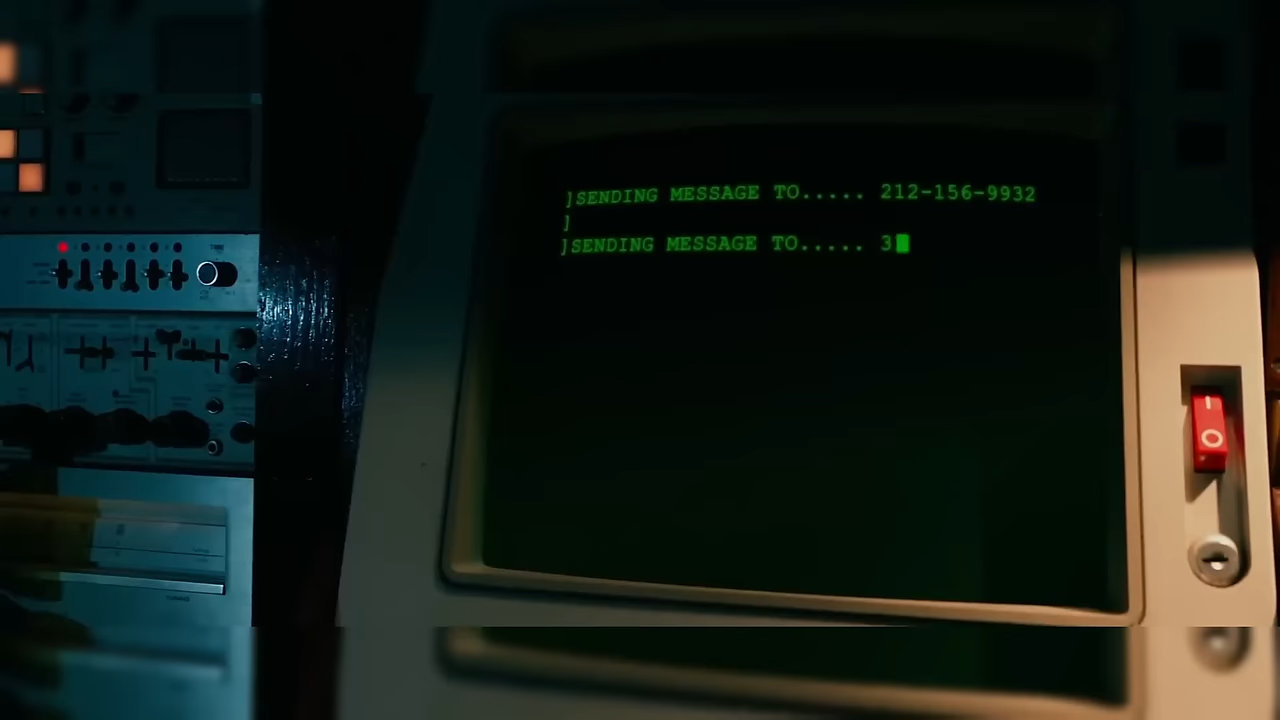 ]SENDING MESSAGE TO..... 212-156-9932
]
]SENDING MESSAGE TO..... 3